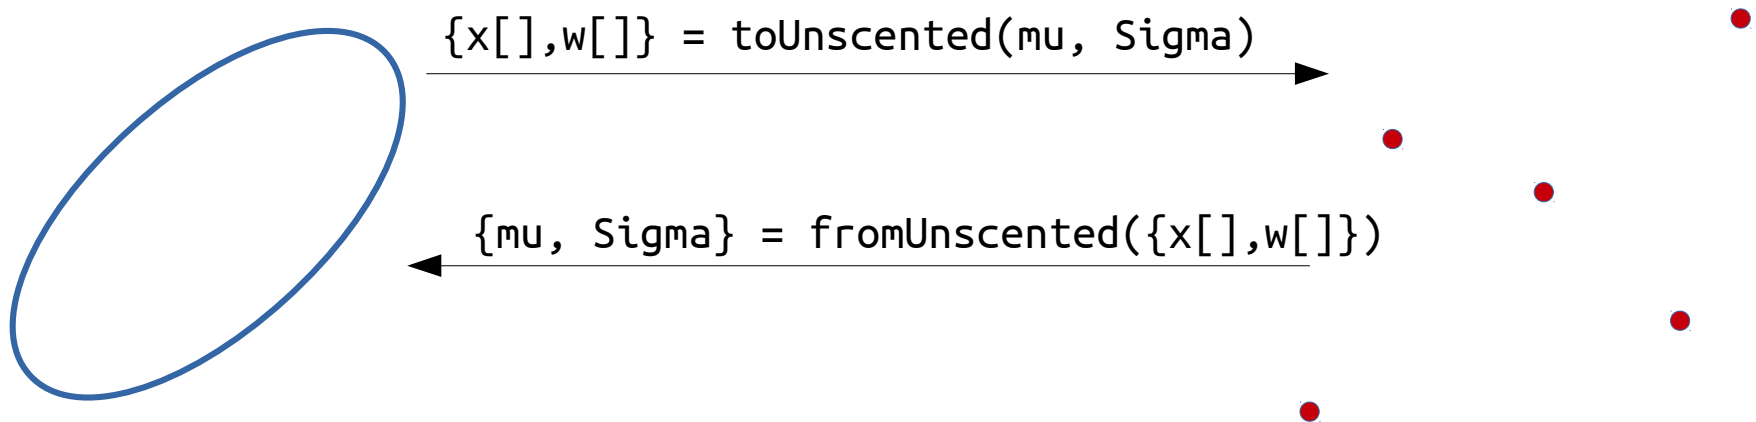 {x[],w[]} = toUnscented(mu, Sigma)
{mu, Sigma} = fromUnscented({x[],w[]})